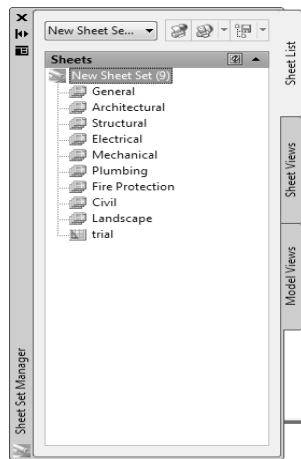 New Sheet Se...
Sheets
New Sheet Set (9)
General
Architectural
Structural
Electrical
Mechanical
Plumbing
Fire Protection
Civil
Landscape
trial
Sheet List
Sheet Views
Model Views
Sheet Set Manager